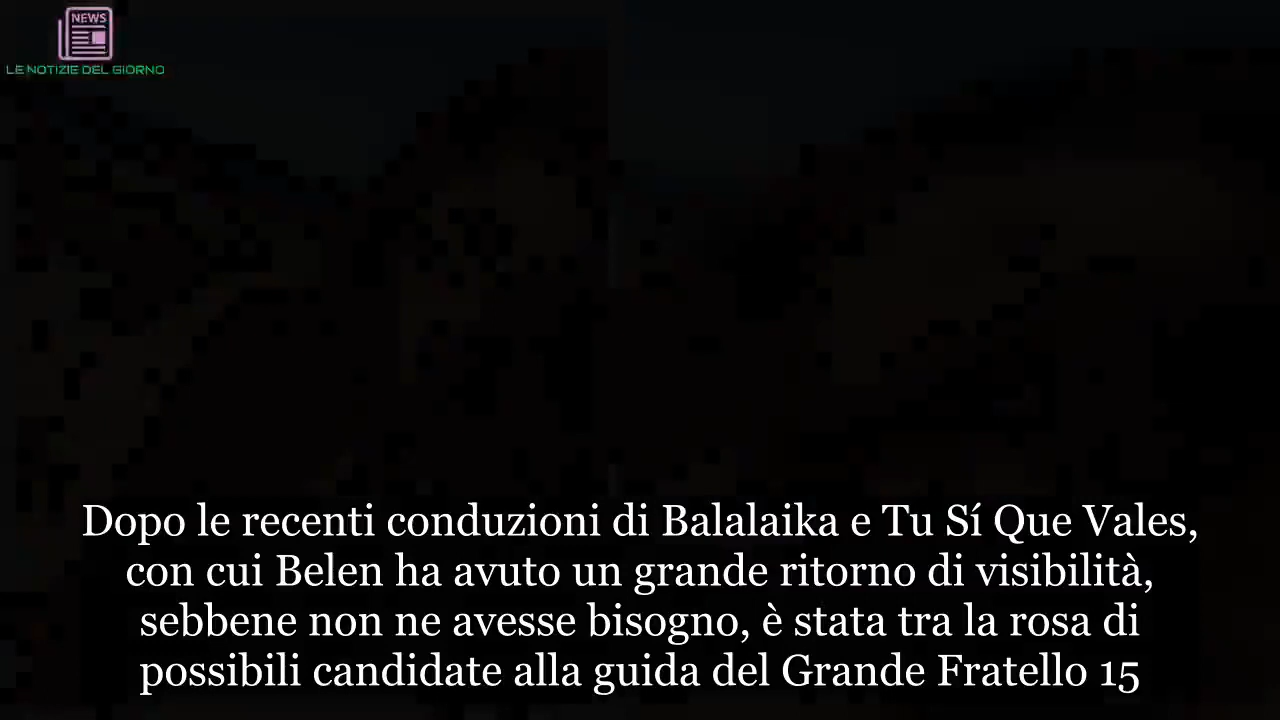 NEWS
LE NOTIZIE DEL GIORNO
Dopo le recenti conduzioni di Balalaika e Tu Sí Que Vales,
con cui Belen ha avuto un grande ritorno di visibilità,
sebbene non ne avesse bisogno, è stata tra la rosa di
possibili candidate alla guida del Grande Fratello 15